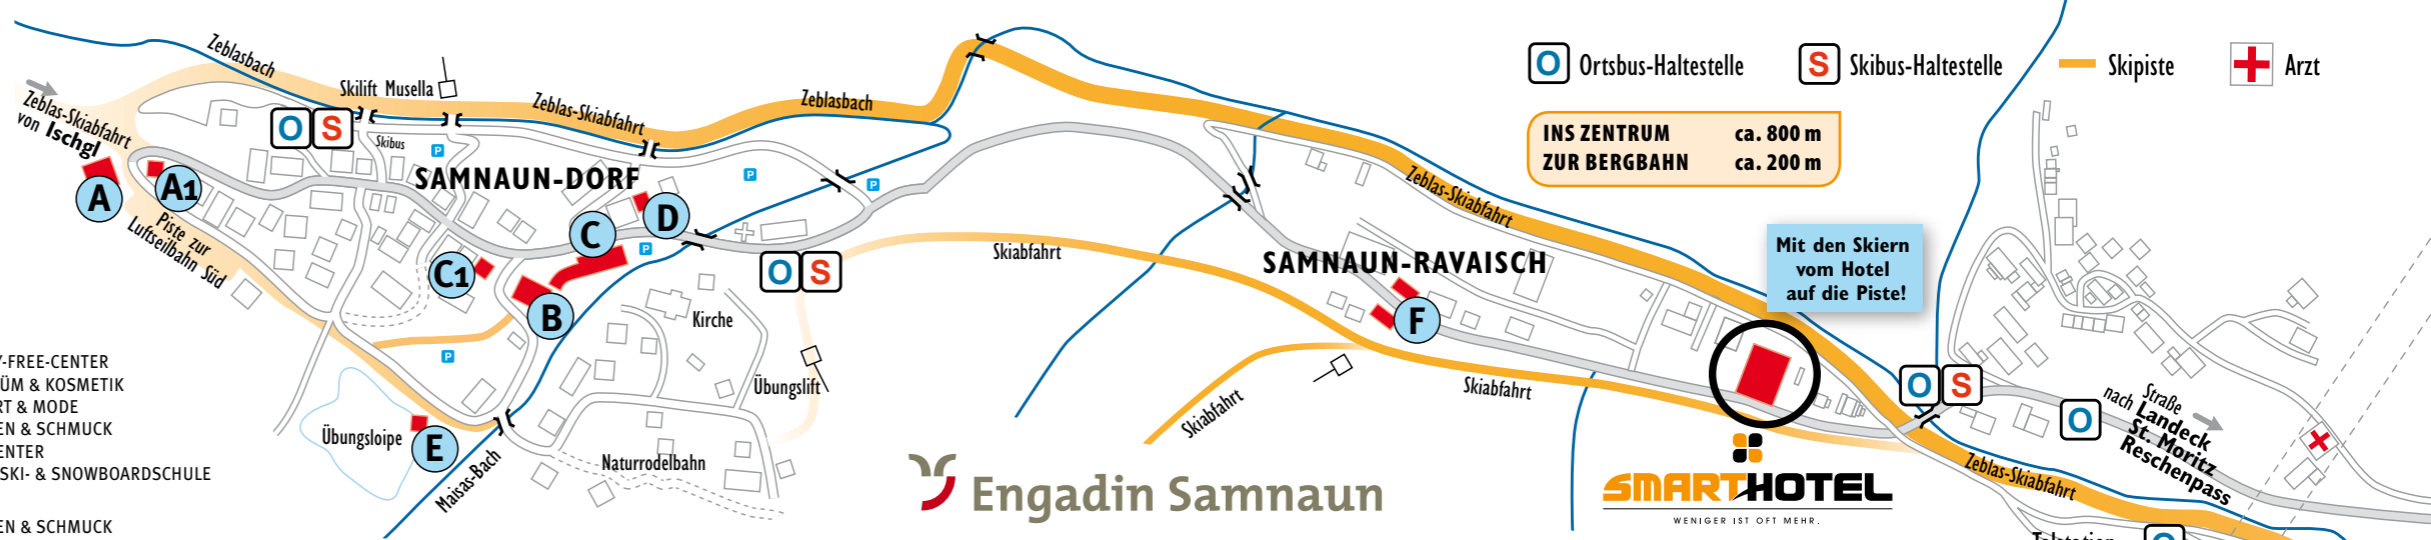 Zeblasbach
Skilift Musella
Zeblas-Skiabfahrt
von Ischgl
Zeblas-Skiabfahrt
Zeblasbach
O S
Skibus
P
SAMNAUN-DORF
A
A1
Piste zur
Luftseilbahn Süd
C1
C
D
B
P
P
P
P
O S
Kirche
Übungslift
Übungsloipe
E
Maisas-Bach
Naturrodelbahn
Skiabfahrt
Skiabfahrt
Skiabfahrt
Zeblas-Skiabfahrt
SAMNAUN-RAVAISCH
F
O Ortsbus-Haltestelle
S Skibus-Haltestelle
Skipiste
Arzt
INS ZENTRUM ca. 800 m
ZUR BERGBAHN ca. 200 m
Mit den Skiern
vom Hotel
auf die Piste!
O S
O
Straße
nach Landeck
St. Moritz
Reschenpass
Zeblas-Skiabfahrt
Y-FREE-CENTER
ÜM & KOSMETIK
RT & MODE
EN & SCHMUCK
ENTER
SKI- & SNOWBOARDSCHULE
EN & SCHMUCK
Engadin Samnaun
SMARTHOTEL
WENIGER IST OFT MEHR.